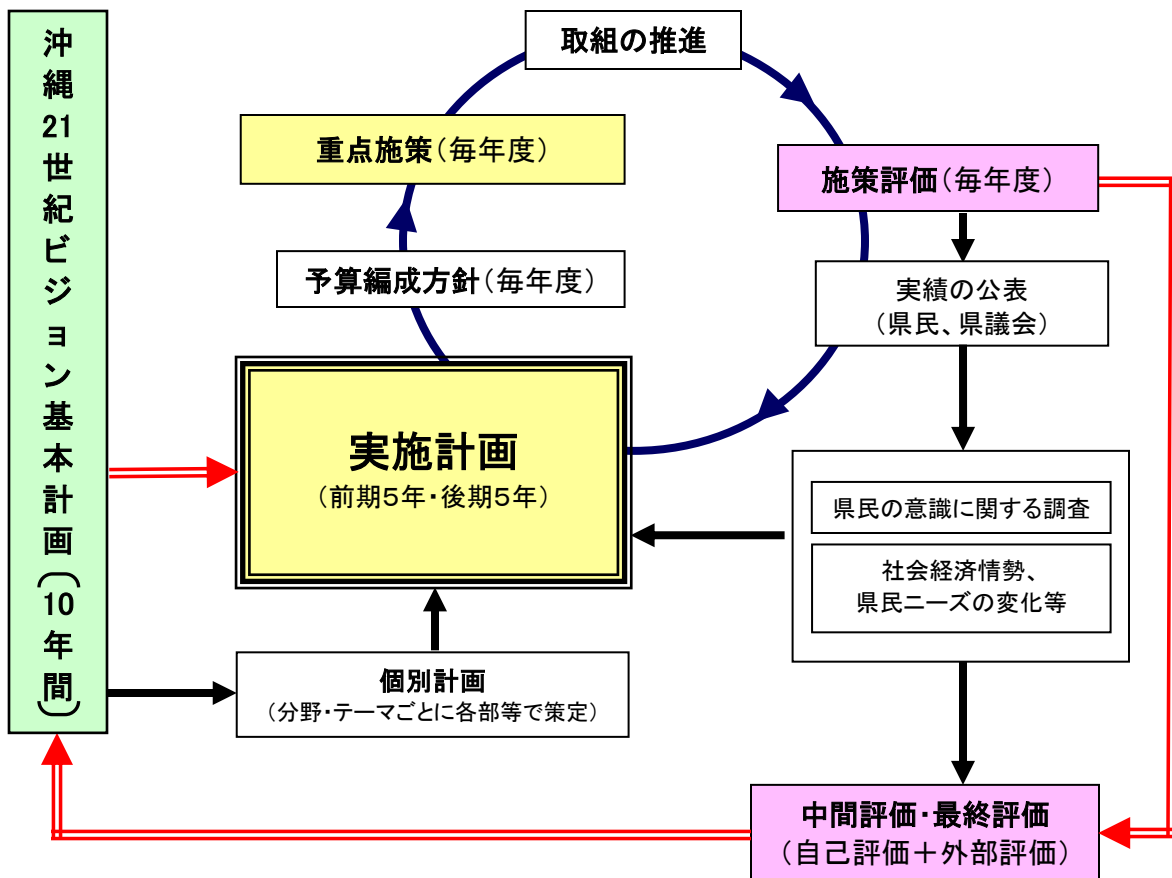 沖縄21世紀ビジョン基本計画(10年間)
取組の推進
重点施策(毎年度)
施策評価(毎年度)
予算編成方針(毎年度)
実績の公表
(県民、県議会)
実施計画
(前期5年・後期5年)
県民の意識に関する調査
社会経済情勢、
県民ニーズの変化等
個別計画
(分野・テーマごとに各部等で策定)
中間評価・最終評価
(自己評価+外部評価)